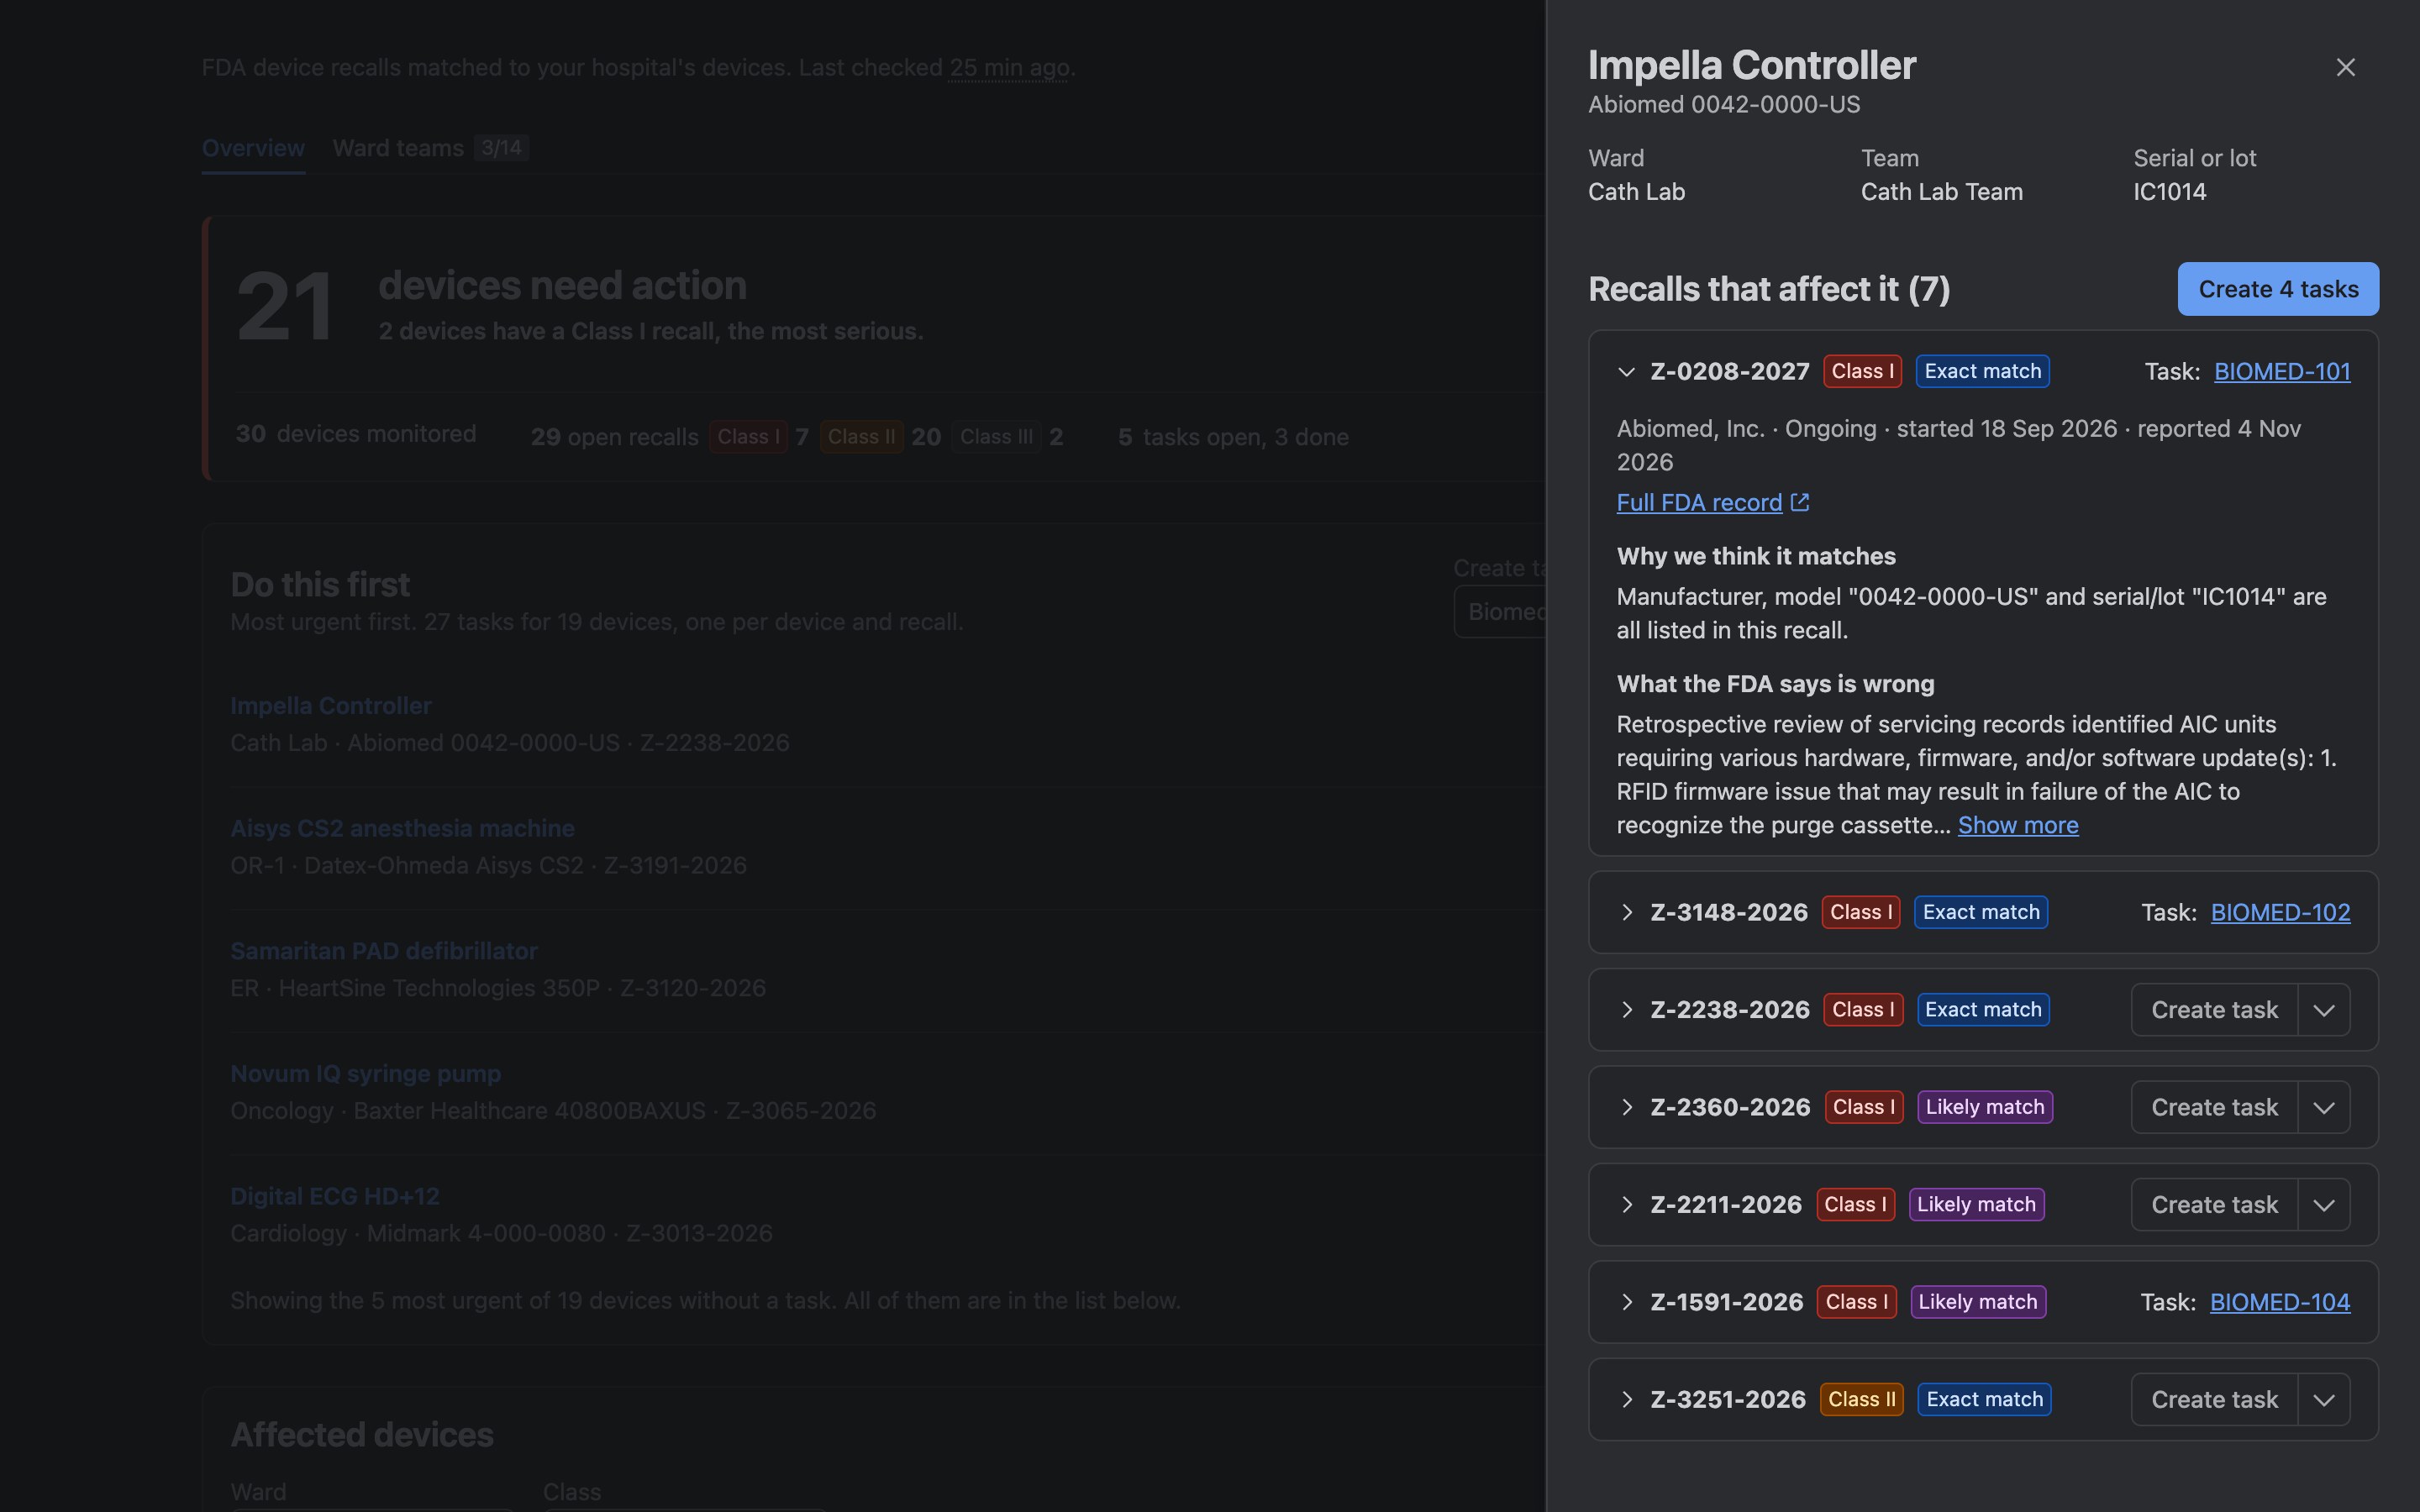 FDA device recalls matched to your hospital's devices. Last checked 25 min ago.
Overview
Ward teams 3/14
21
devices need action
2 devices have a Class I recall, the most serious.
30 devices monitored
29 open recalls Class I 7 Class II 20 Class III 2
5 tasks open, 3 done
Do this first
Most urgent first. 27 tasks for 19 devices, one per device and recall.
Create ta
Biomed
Impella Controller
Cath Lab · Abiomed 0042-0000-US · Z-2238-2026
Aisys CS2 anesthesia machine
OR-1 · Datex-Ohmeda Aisys CS2 · Z-3191-2026
Samaritan PAD defibrillator
ER · HeartSine Technologies 350P · Z-3120-2026
Novum IQ syringe pump
Oncology · Baxter Healthcare 40800BAXUS · Z-3065-2026
Digital ECG HD+12
Cardiology · Midmark 4-000-0080 · Z-3013-2026
Showing the 5 most urgent of 19 devices without a task. All of them are in the list below.
Affected devices
Ward
Class
Impella Controller
Abiomed 0042-0000-US
Ward
Cath Lab
Team
Cath Lab Team
Serial or lot
IC1014
Recalls that affect it (7)
Create 4 tasks
Z-0208-2027 Class I Exact match Task: BIOMED-101
Abiomed, Inc. · Ongoing · started 18 Sep 2026 · reported 4 Nov
2026
Full FDA record
Why we think it matches
Manufacturer, model "0042-0000-US" and serial/lot "IC1014" are
all listed in this recall.
What the FDA says is wrong
Retrospective review of servicing records identified AIC units
requiring various hardware, firmware, and/or software update(s): 1.
RFID firmware issue that may result in failure of the AIC to
recognize the purge cassette... Show more
Z-3148-2026 Class I Exact match Task: BIOMED-102
Z-2238-2026 Class I Exact match Create task
Z-2360-2026 Class I Likely match Create task
Z-2211-2026 Class I Likely match Create task
Z-1591-2026 Class I Likely match Task: BIOMED-104
Z-3251-2026 Class II Exact match Create task